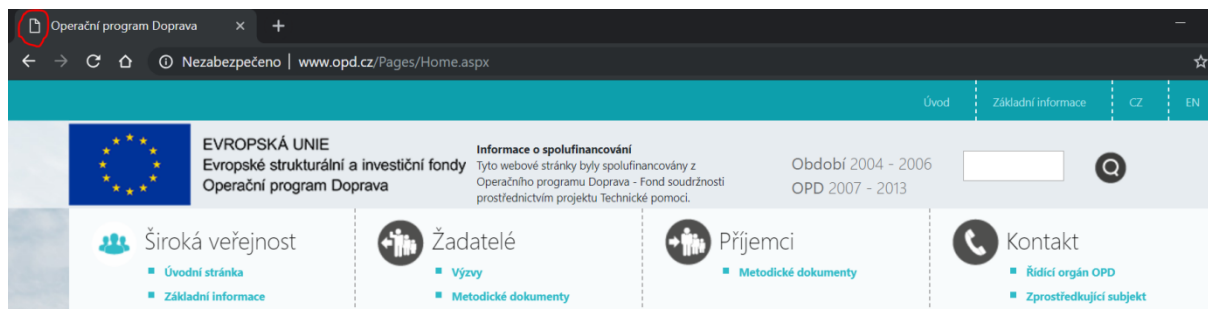 Operační program Doprava
Nezabezpečeno | www.opd.cz/Pages/Home.aspx
Úvod
Základní informace
CZ
EN
EVROPSKÁ UNIE
Evropské strukturální a investiční fondy
Operační program Doprava
Informace o spolufinancování
Tyto webové stránky byly spolufinancovány z
Operačního programu Doprava - Fond soudržnosti
prostřednictvím projektu Technické pomoci.
Období 2004 - 2006
OPD 2007 - 2013
Široká veřejnost
Úvodní stránka
Základní informace
Žadatelé
Výzvy
Metodické dokumenty
Příjemci
Metodické dokumenty
Kontakt
Řídící orgán OPD
Zprostředkující subjekt